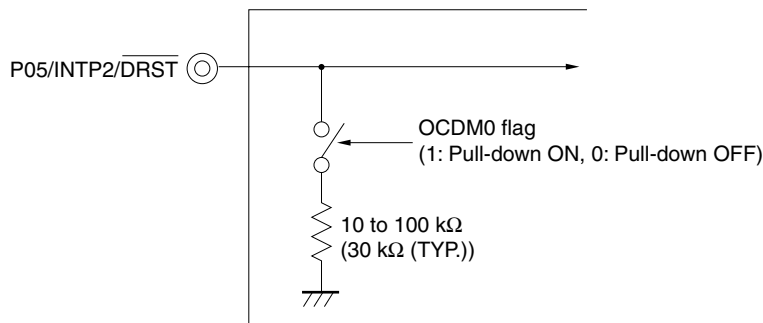 P05/INTP2/D̅R̅S̅T̅
OCDM0 flag
(1: Pull-down ON, 0: Pull-down OFF)
10 to 100 kΩ
(30 kΩ (TYP.))